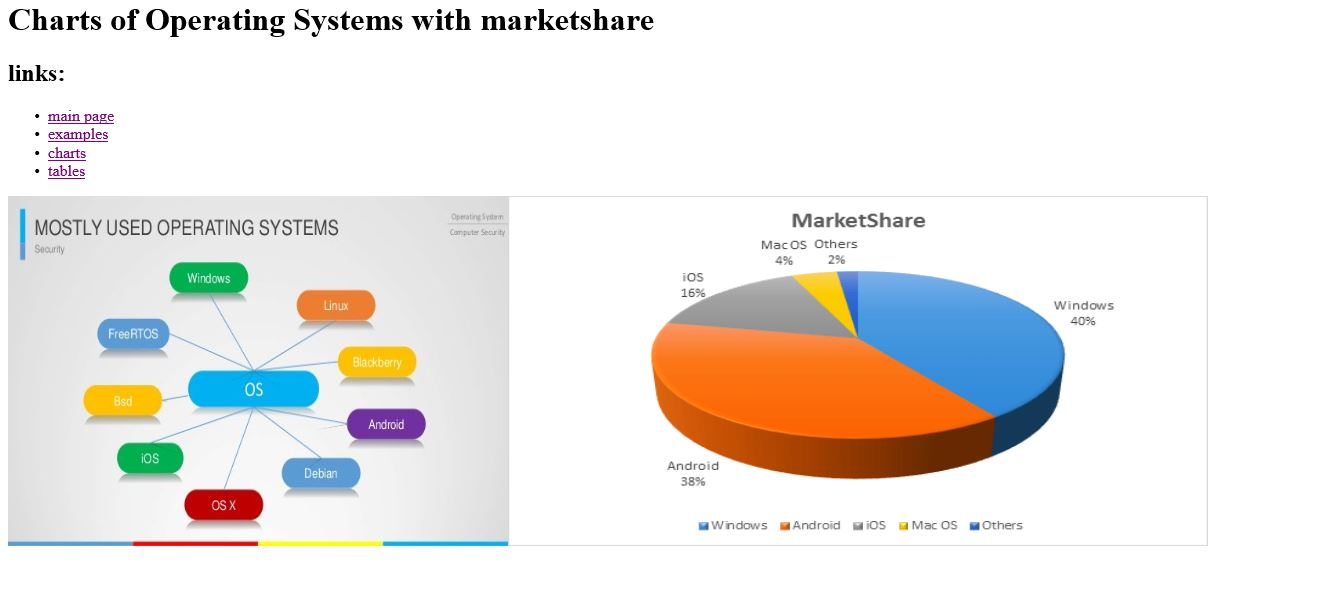 Charts of Operating Systems with marketshare
links:
main page
examples
charts
tables
MOSTLY USED OPERATING SYSTEMS
Security
Operating System
Computer Security
Windows
Linux
FreeRTOS
Blackberry
OS
Bsd
Android
iOS
Debian
OS X
MarketShare
Mac OS
4%
Others
2%
iOS
16%
Windows
40%
Android
38%
Windows Android iOS Mac OS Others